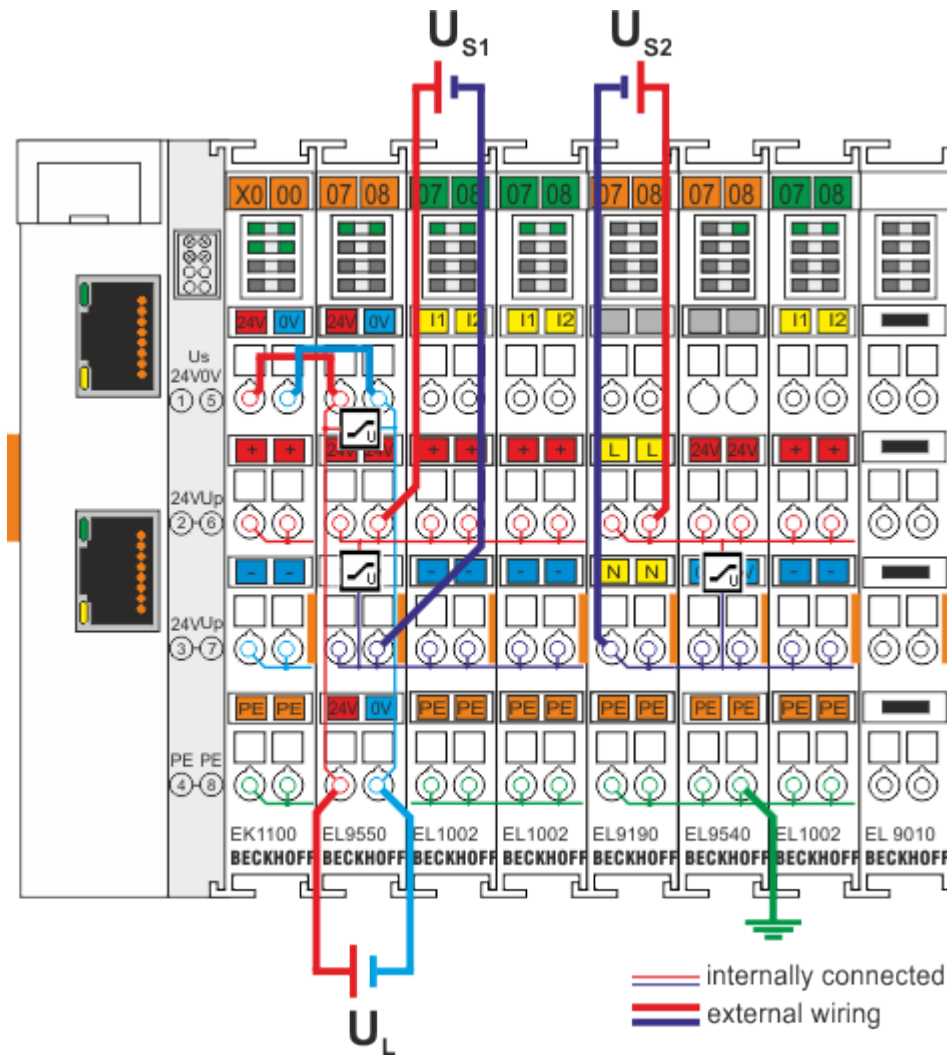 US1 US2
X0 00 07 08 07 08 07 08 07 08 07 08 07 08
24V 0V 24V 0V I1 I2 I1 I2 I1 I2
Us
24V0V
1 5
U
+ + 24V 24V + + + + L L 24V 24V + +
24VUp
2 6
- - U - - - - N N U - -
24VUp
3 7
PE PE 24V 0V PE PE PE PE PE PE PE PE PE PE
PE PE
4 8
EK1100 EL9550 EL1002 EL1002 EL9190 EL9540 EL1002 EL 9010
BECKHOFF BECKHOFF BECKHOFF BECKHOFF BECKHOFF BECKHOFF BECKHOFF BECKHOFF
internally connected
external wiring
UL